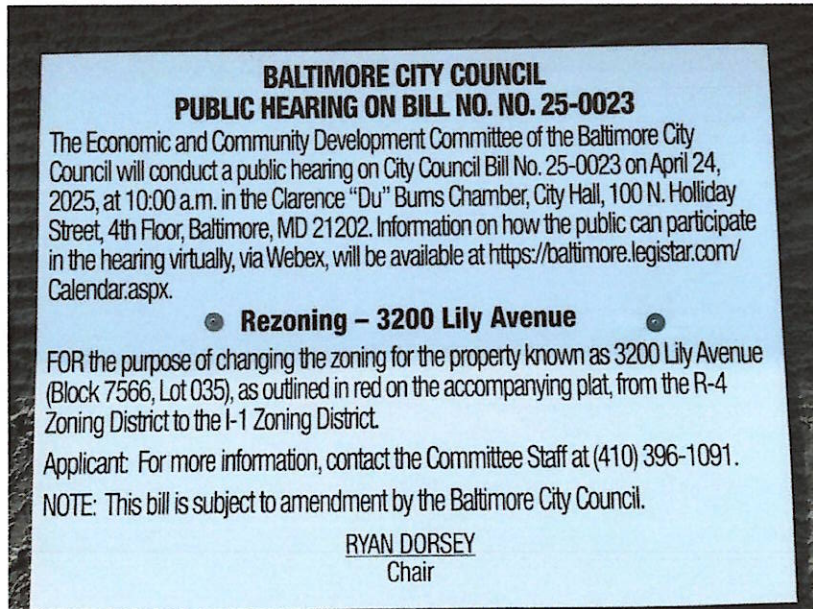 BALTIMORE CITY COUNCIL
PUBLIC HEARING ON BILL NO. NO. 25-0023
The Economic and Community Development Committee of the Baltimore City
Council will conduct a public hearing on City Council Bill No. 25-0023 on April 24,
2025, at 10:00 a.m. in the Clarence “Du” Burns Chamber, City Hall, 100 N. Holliday
Street, 4th Floor, Baltimore, MD 21202. Information on how the public can participate
in the hearing virtually, via Webex, will be available at https://baltimore.legistar.com/
Calendar.aspx.
Rezoning – 3200 Lily Avenue
FOR the purpose of changing the zoning for the property known as 3200 Lily Avenue
(Block 7566, Lot 035), as outlined in red on the accompanying plat, from the R-4
Zoning District to the I-1 Zoning District.
Applicant: For more information, contact the Committee Staff at (410) 396-1091.
NOTE: This bill is subject to amendment by the Baltimore City Council.
RYAN DORSEY
Chair